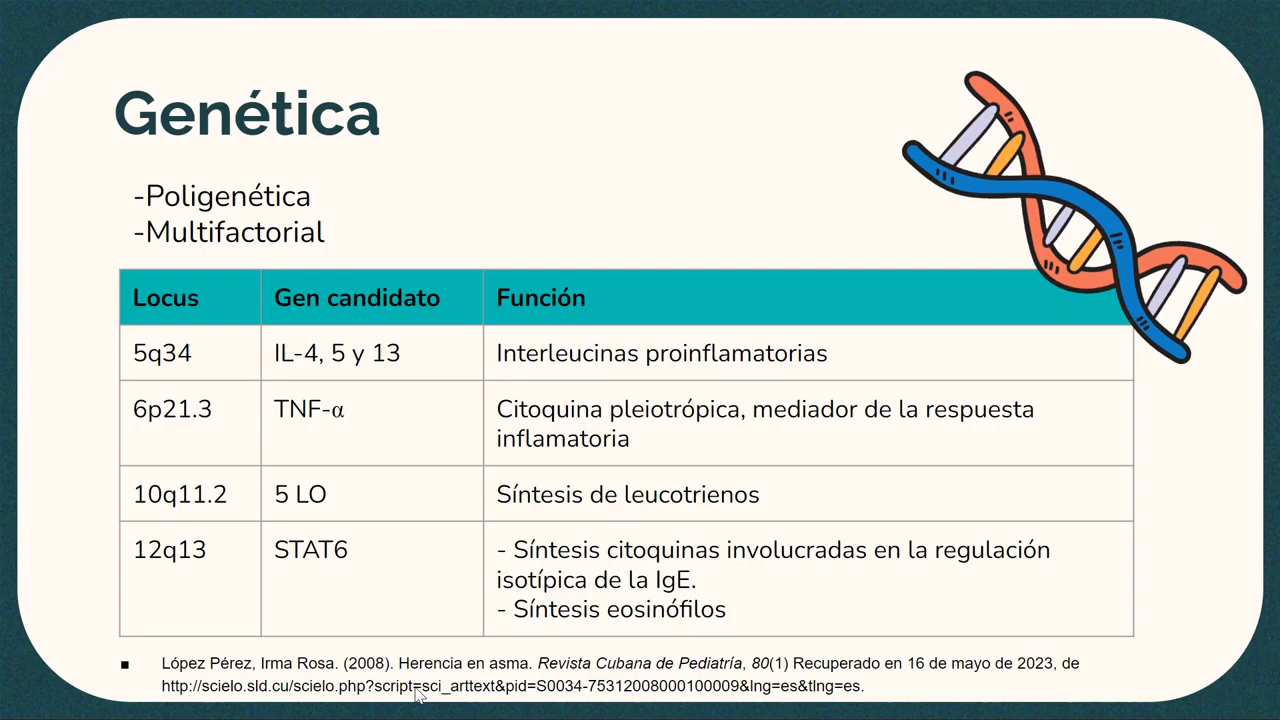 Genética
-Poligenética
-Multifactorial
Locus Gen candidato Función
5q34 IL-4, 5 y 13 Interleucinas proinflamatorias
6p21.3 TNF-α Citoquina pleiotrópica, mediador de la respuesta
inflamatoria
10q11.2 5 LO Síntesis de leucotrienos
12q13 STAT6 - Síntesis citoquinas involucradas en la regulación
isotípica de la IgE.
- Síntesis eosinófilos
■ López Pérez, Irma Rosa. (2008). Herencia en asma. Revista Cubana de Pediatría, 80(1) Recuperado en 16 de mayo de 2023, de
http://scielo.sld.cu/scielo.php?script=sci_arttext&pid=S0034-75312008000100009&lng=es&tlng=es.